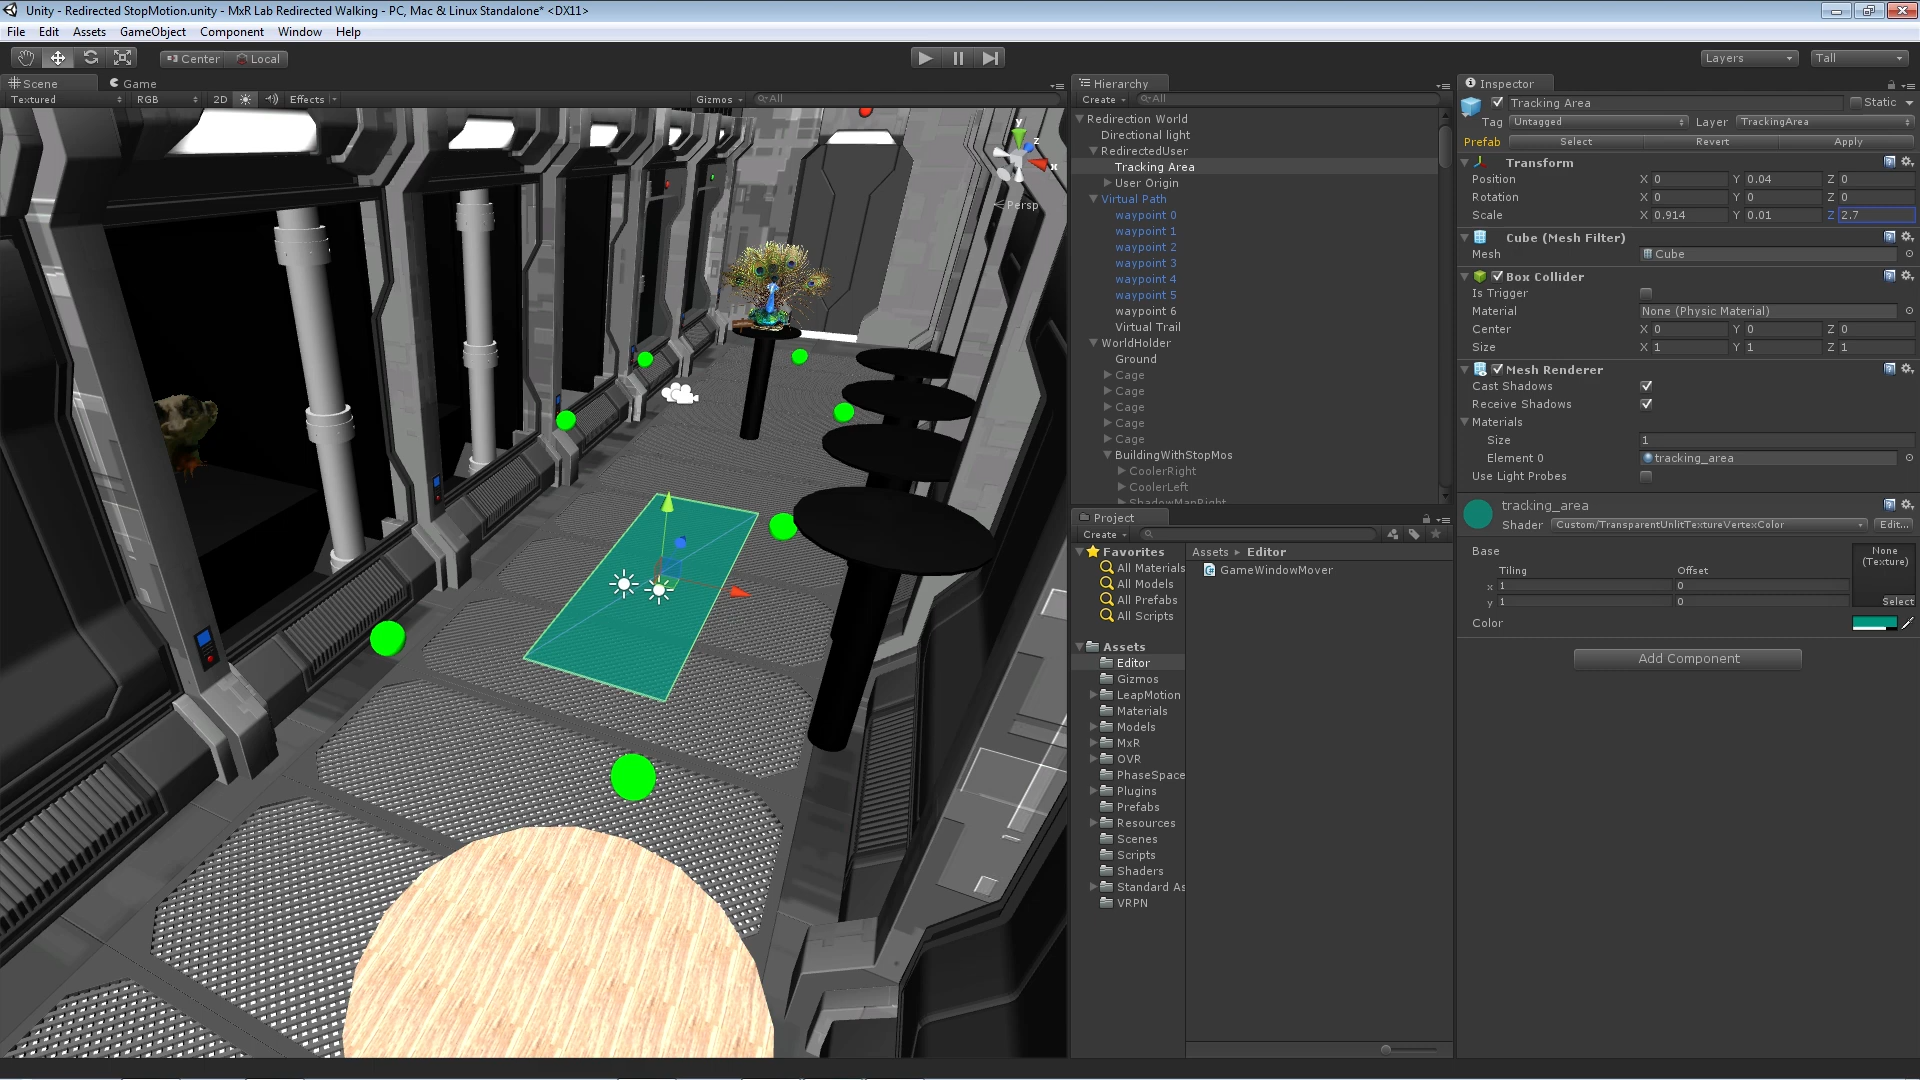 Unity - Redirected StopMotion.unity - MxR Lab Redirected Walking - PC, Mac & Linux Standalone* <DX11>
File Edit Assets GameObject Component Window Help
Center Local
Layers Tall
Scene Game
Textured RGB 2D Effects Gizmos All
y
z
x
Persp
Hierarchy
Create All
Redirection World
Directional light
RedirectedUser
Tracking Area
User Origin
Virtual Path
waypoint 0
waypoint 1
waypoint 2
waypoint 3
waypoint 4
waypoint 5
waypoint 6
Virtual Trail
WorldHolder
Ground
Cage
Cage
Cage
Cage
Cage
BuildingWithStopMos
CoolerRight
CoolerLeft
ShadowManRight
Project
Create
Favorites
All Materials
All Models
All Prefabs
All Scripts
Assets
Editor
Gizmos
LeapMotion
Materials
Models
MxR
OVR
PhaseSpace
Plugins
Prefabs
Resources
Scenes
Scripts
Shaders
Standard As
VRPN
Assets Editor
GameWindowMover
Inspector
Tracking Area Static
Tag Untagged Layer TrackingArea
Prefab Select Revert Apply
Transform
Position X 0 Y 0.04 Z 0
Rotation X 0 Y 0 Z 0
Scale X 0.914 Y 0.01 Z 2.7
Cube (Mesh Filter)
Mesh Cube
Box Collider
Is Trigger
Material None (Physic Material)
Center X 0 Y 0 Z 0
Size X 1 Y 1 Z 1
Mesh Renderer
Cast Shadows
Receive Shadows
Materials
Size 1
Element 0 tracking_area
Use Light Probes
tracking_area
Shader Custom/TransparentUnlitTextureVertexColor Edit...
Base None
(Texture)
Tiling Offset
x 1 0
y 1 0 Select
Color
Add Component